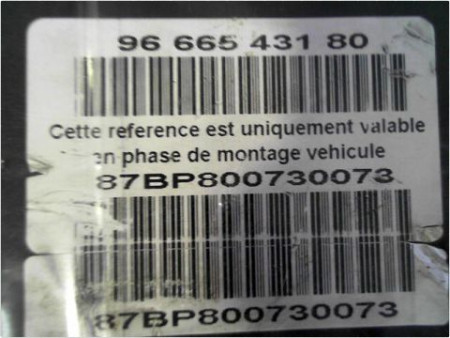 96 665 431 80
Cette reference est uniquement valable
en phase de montage vehicule
87BP800730073
87BP800730073